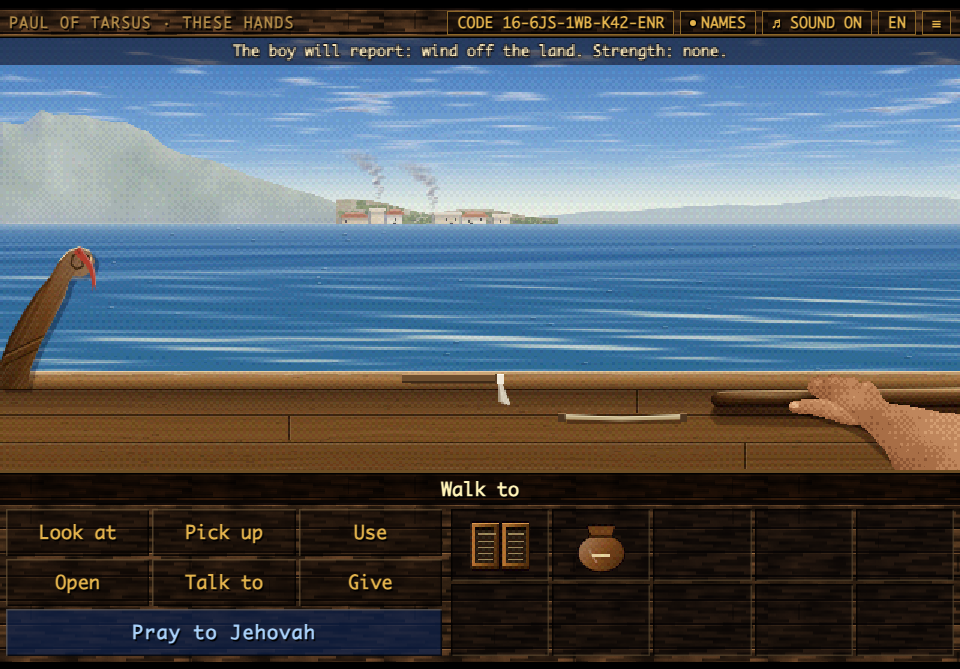 PAUL OF TARSUS · THESE HANDS
CODE 16-6JS-1WB-K42-ENR
● NAMES
♬ SOUND ON
EN
≡
The boy will report: wind off the land. Strength: none.
Walk to
Look at
Pick up
Use
Open
Talk to
Give
Pray to Jehovah